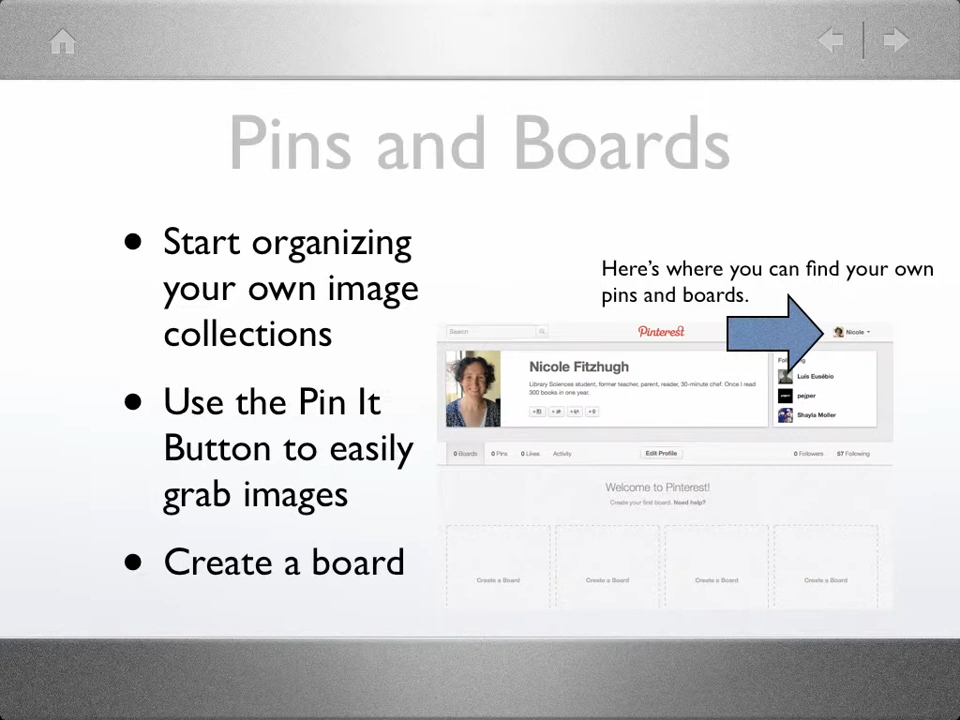 Pins and Boards
• Start organizing
your own image
collections
• Use the Pin It
Button to easily
grab images
• Create a board
Here's where you can find your own
pins and boards.
Search
Pinterest
Nicole
Nicole Fitzhugh
Library Sciences student, former teacher, parent, reader, 30-minute chef. Once I read
300 books in one year.
Luis Eusébio
pejper
Shayla Moller
0 Boards 0 Pins 0 Likes Activity Edit Profile 0 Followers 57 Following
Welcome to Pinterest!
Create your first board. Need help?
Create a Board Create a Board Create a Board Create a Board